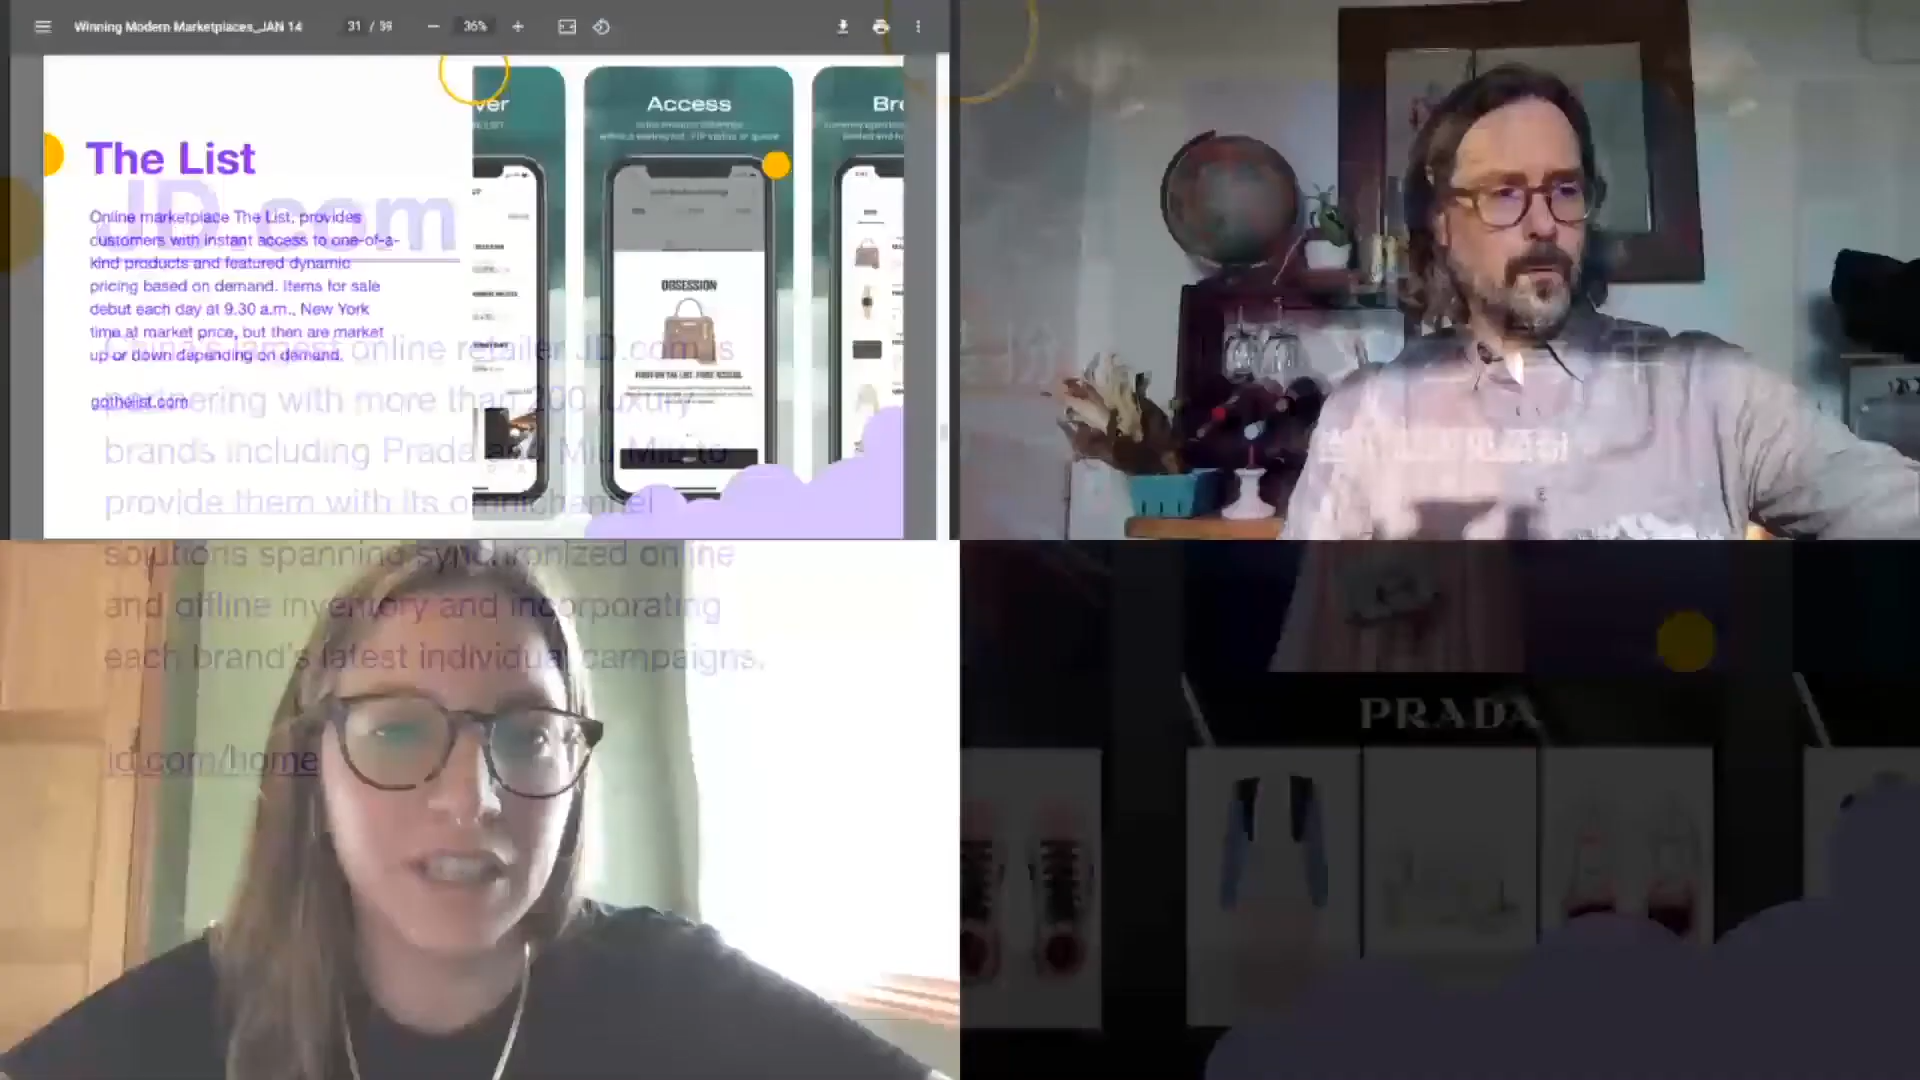 Winning Modern Marketplaces_JAN 14
31 / 39
36%
The List
Online marketplace The List, provides
customers with instant access to one-of-a-
kind products and featured dynamic
pricing based on demand. Items for sale
debut each day at 9.30 a.m., New York
time at market price, but then are market
up or down depending on demand.
gothelist.com
ver
Access
Bre
OBSESSION
JD.com
China's largest online retailer JD.com is
partnering with more than 200 luxury
brands including Prada and Miu Miu to
provide them with its omnichannel
solutions spanning synchronized online
and offline inventory and incorporating
each brand's latest individual campaigns.
jd.com/home
PRADA